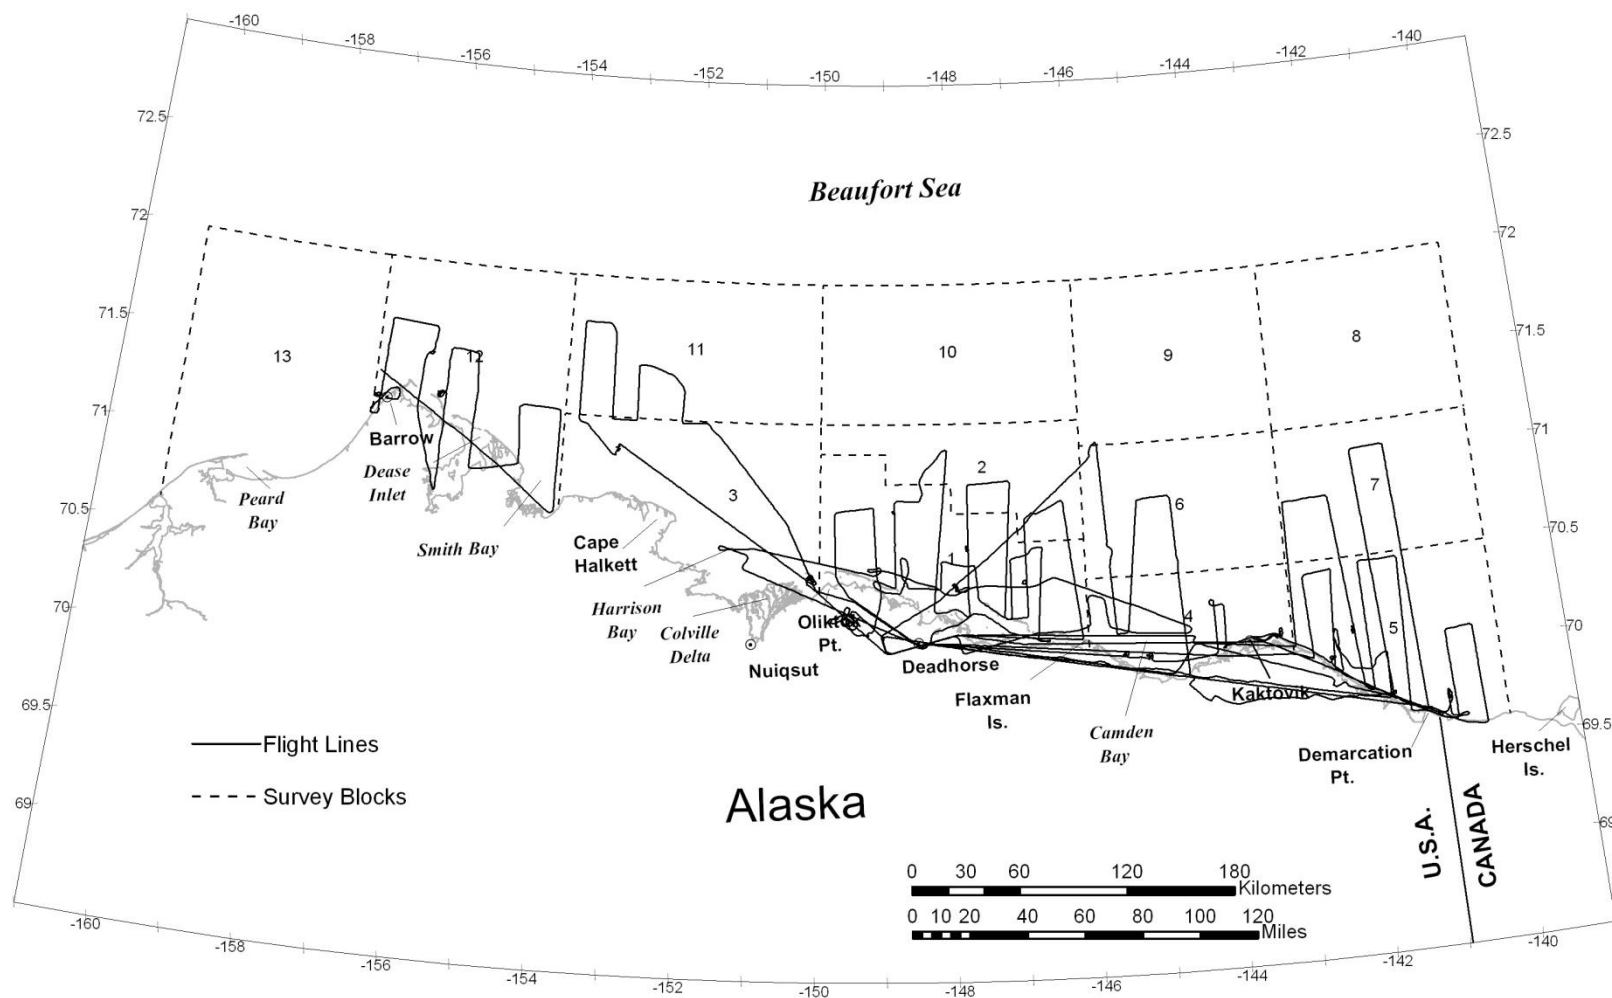 -160
-158
-156
-154
-152
-150
-148
-146
-144
-142
-140
72.5
72.5
Beaufort Sea
72
72
71.5
71.5
13
12
11
10
9
8
71
71
Barrow
Dease
Inlet
Peard
Bay
Smith Bay
70.5
70.5
3
2
6
7
1
Cape
Halkett
Harrison
Bay
Colville
Delta
Nuiqsut
Oliktok
Pt.
Deadhorse
4
5
70
70
Flaxman
Is.
Kaktovik
Camden
Bay
Demarcation
Pt.
Herschel
Is.
69.5
69.5
Flight Lines
Survey Blocks
Alaska
69
69
U.S.A.
CANADA
0 30 60 120 180
Kilometers
0 10 20 40 60 80 100 120
Miles
-160
-158
-156
-154
-152
-150
-148
-146
-144
-142
-140